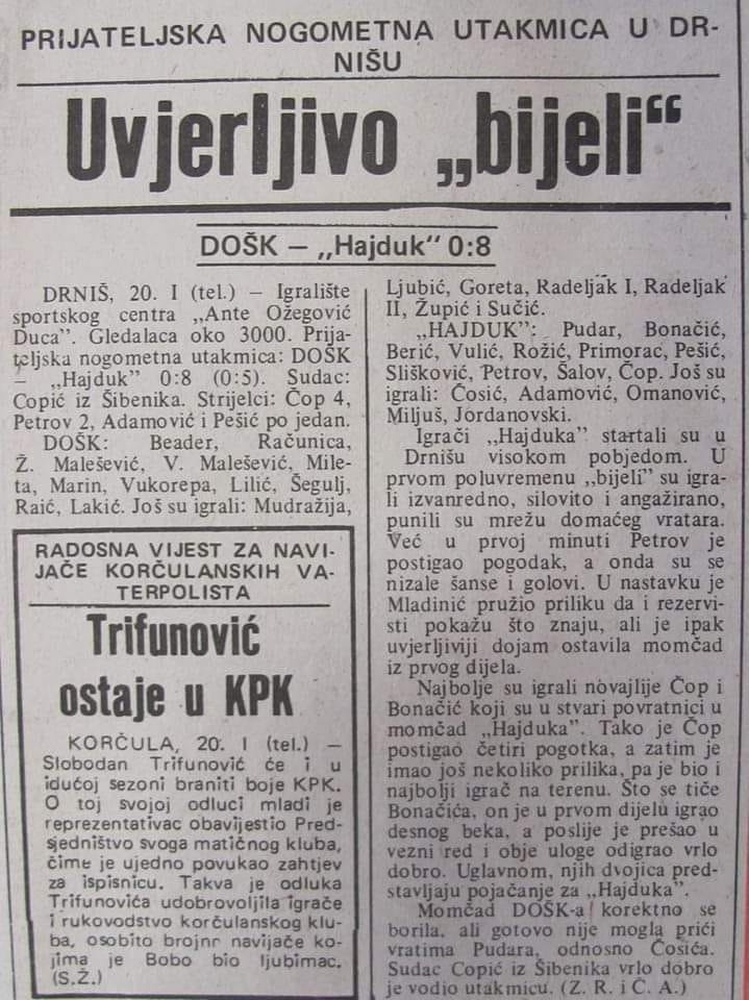 PRIJATELJSKA NOGOMETNA UTAKMICA U DR-
NIŠU
Uvjerljivo „bijeli“
DOŠK — „Hajduk“ 0:8
DRNIŠ, 20. I (tel.) — Igralište
sportskog centra „Ante Ožegović
Duca”. Gledalaca oko 3000. Prija-
teljska nogometna utakmica: DOŠK
— „Hajduk” 0:8 (0:5). Sudac:
Copić iz Šibenika. Strijelci: Čop 4,
Petrov 2, Adamović i Pešić po jedan.
DOŠK: Beader, Računica,
Ž. Malešević, V. Malešević, Mile-
ta, Marin, Vukorepa, Lilić, Šegulj,
Raić, Lakić. Još su igrali: Mudražija,
Ljubić, Goreta, Radeljak I, Radeljak
II, Župić i Sučić.
„HAJDUK”: Pudar, Bonačić,
Berić, Vulić, Rožić, Primorac, Pešić,
Slišković, Petrov, Šalov, Čop. Još su
igrali: Ćosić, Adamović, Omanović,
Miljuš, Jordanovski.
Igrači „Hajduka” startali su u
Drnišu visokom pobjedom. U
prvom poluvremenu „bijeli” su igra-
li izvanredno, silovito i angažirano,
punili su mrežu domaćeg vratara.
Već u prvoj minuti Petrov je
postigao pogodak, a onda su se
nizale šanse i golovi. U nastavku je
Mladinić pružio priliku da i rezervi-
sti pokažu što znaju, ali je ipak
uvjerljiviji dojam ostavila momčad
iz prvog dijela.
Najbolje su igrali novajlije Čop i
Bonačić koji su u stvari povratnici u
momčad „Hajduka”. Tako je Čop
postigao četiri pogotka, a zatim je
imao još nekoliko prilika, pa je bio i
najbolji igrač na terenu. Što se tiče
Bonačića, on je u prvom dijelu igrao
desnog beka, a poslije je prešao u
vezni red i obje uloge odigrao vrlo
dobro. Uglavnom, njih dvojica pred-
stavljaju pojačanje za „Hajduka”.
Momčad DOŠK-a korektno se
borila, ali gotovo nije mogla prići
vratima Pudara, odnosno Ćosića.
Sudac Copić iz Šibenika vrlo dobro
je vodio utakmicu. (Z. R. i Č. A.)
RADOSNA VIJEST ZA NAVI-
JAČE KORČULANSKIH VA-
TERPOLISTA
Trifunović
ostaje u KPK
KORČULA, 20. I (tel.) —
Slobodan Trifunović će i u
idućoj sezoni braniti boje KPK.
O toj svojoj odluci mladi je
reprezentativac obavijestio Pred-
sjedništvo svoga matičnog kluba,
čime je ujedno povukao zahtjev
za ispisnicu. Takva je odluka
Trifunovića udobrovoljila igrače
i rukovodstvo korčulanskog klu-
ba, osobito brojnr navijače ko-
jima je Bobo bio ljubimac.
(S.Ž.)